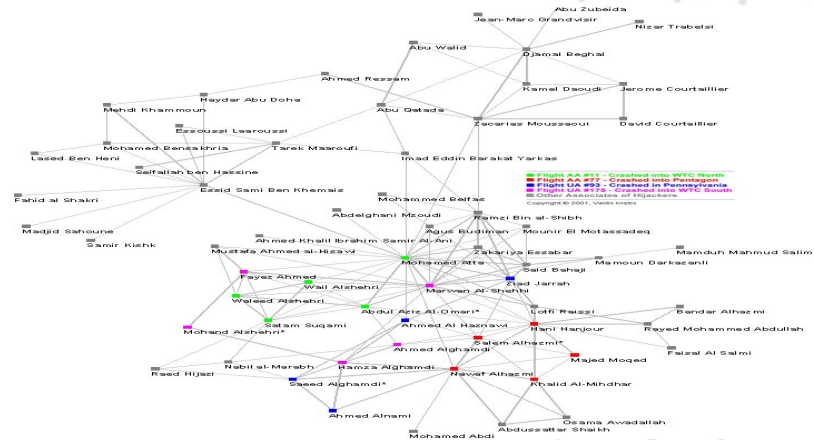 Abu Zubeida
Jean-Marc Grandvisir
Nizar Trabelsi
Abu Walid
Djamal Beghal
Ahmed Ressam
Kamel Daoudi
Jerome Courtaillier
Haydar Abu Doha
Mehdi Khammoun
Abu Qatada
Zacarias Moussaoui
David Courtaillier
Essoussi Laaroussi
Mohamed Bensakhria
Tarek Maaroufi
Lased Ben Heni
Imad Eddin Barakat Yarkas
Seifallah ben Hassine
Flight AA #11 - Crashed into WTC North
Flight AA #77 - Crashed into Pentagon
Flight UA #93 - Crashed in Pennsylvania
Flight UA #175 - Crashed into WTC South
Other Associates of Hijackers
Copyright © 2001, Valdis Krebs
Essid Sami Ben Khemais
Fahid al Shakri
Mohammed Belfas
Abdelghani Mzoudi
Ramzi Bin al-Shibh
Madjid Sahoune
Agus Budiman
Mounir El Motassadeq
Samir Kishk
Ahmed Khalil Ibrahim Samir Al-Ani
Mustafa Ahmed al-Hisawi
Zakariya Essabar
Mamduh Mahmud Salim
Mohamed Atta
Mamoun Darkazanli
Said Bahaji
Fayez Ahmed
Wail Alshehri
Marwan Al-Shehhi
Ziad Jarrah
Waleed Alshehri
Abdul Aziz Al-Omari*
Lotfi Raissi
Bandar Alhazmi
Satam Suqami
Ahmed Al Haznawi
Hani Hanjour
Rayed Mohammed Abdullah
Mohand Alshehri*
Salem Alhazmi*
Ahmed Alghamdi
Faisal Al Salmi
Majed Moqed
Raed Hijazi
Nabil al-Marabh
Hamza Alghamdi
Nawaf Alhazmi
Saeed Alghamdi*
Khalid Al-Mihdhar
Ahmed Alnami
Osama Awadallah
Abdussattar Shaikh
Mohamed Abdi